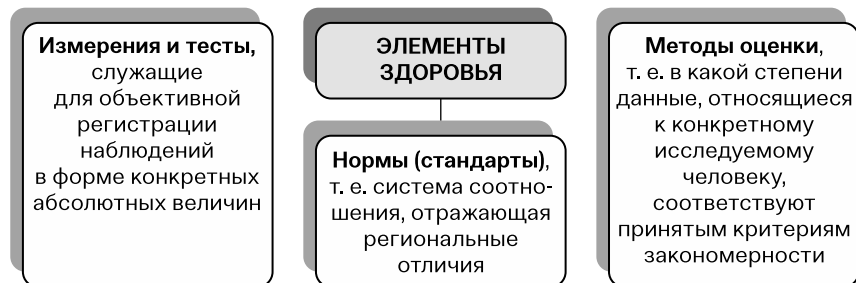 Измерения и тесты,
служащие
для объективной
регистрации
наблюдений
в форме конкретных
абсолютных величин
ЭЛЕМЕНТЫ
ЗДОРОВЬЯ
Нормы (стандарты),
т. е. система соотно-
шения, отражающая
региональные
отличия
Методы оценки,
т. е. в какой степени
данные, относящиеся
к конкретному
исследуемому
человеку,
соответствуют
принятым критериям
закономерности